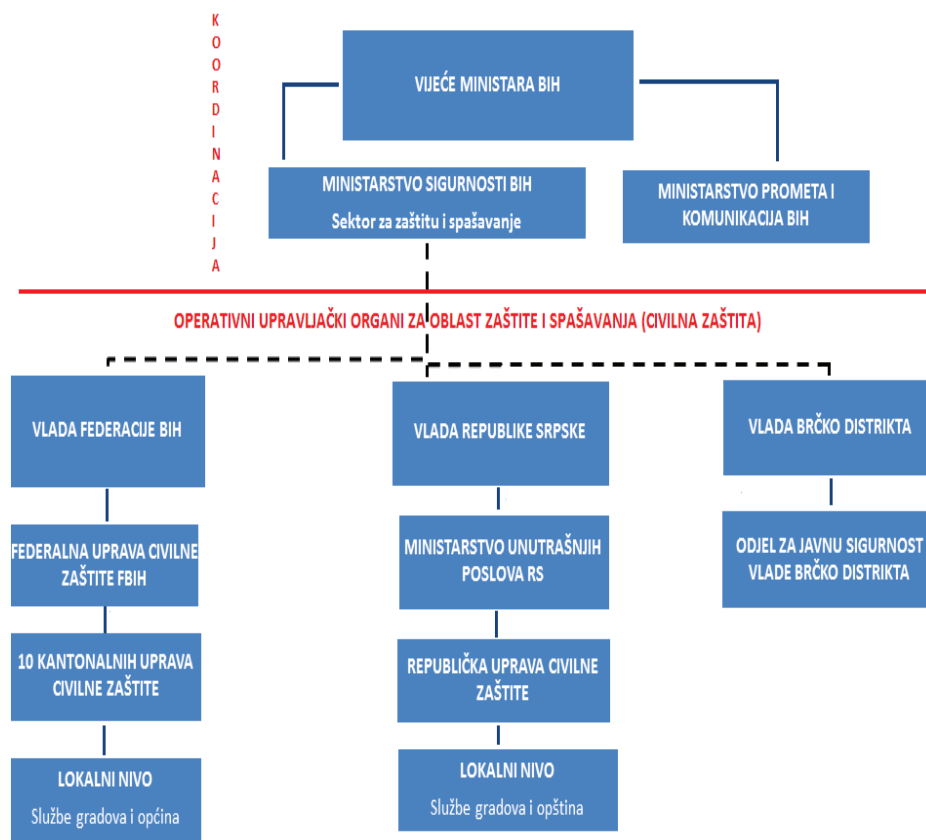 KOORDINACIJA
VIJEĆE MINISTARA BIH
MINISTARSTVO SIGURNOSTI BIH
Sektor za zaštitu i spašavanje
MINISTARSTVO PROMETA I
KOMUNIKACIJA BIH
OPERATIVNI UPRAVLJAČKI ORGANI ZA OBLAST ZAŠTITE I SPAŠAVANJA (CIVILNA ZAŠTITA)
VLADA FEDERACIJE BIH
FEDERALNA UPRAVA CIVILNE
ZAŠTITE FBIH
10 KANTONALNIH UPRAVA
CIVILNE ZAŠTITE
LOKALNI NIVO
Službe gradova i općina
VLADA REPUBLIKE SRPSKE
MINISTARSTVO UNUTRAŠNJIH
POSLOVA RS
REPUBLIČKA UPRAVA CIVILNE
ZAŠTITE
LOKALNI NIVO
Službe gradova i opština
VLADA BRČKO DISTRIKTA
ODJEL ZA JAVNU SIGURNOST
VLADE BRČKO DISTRIKTA